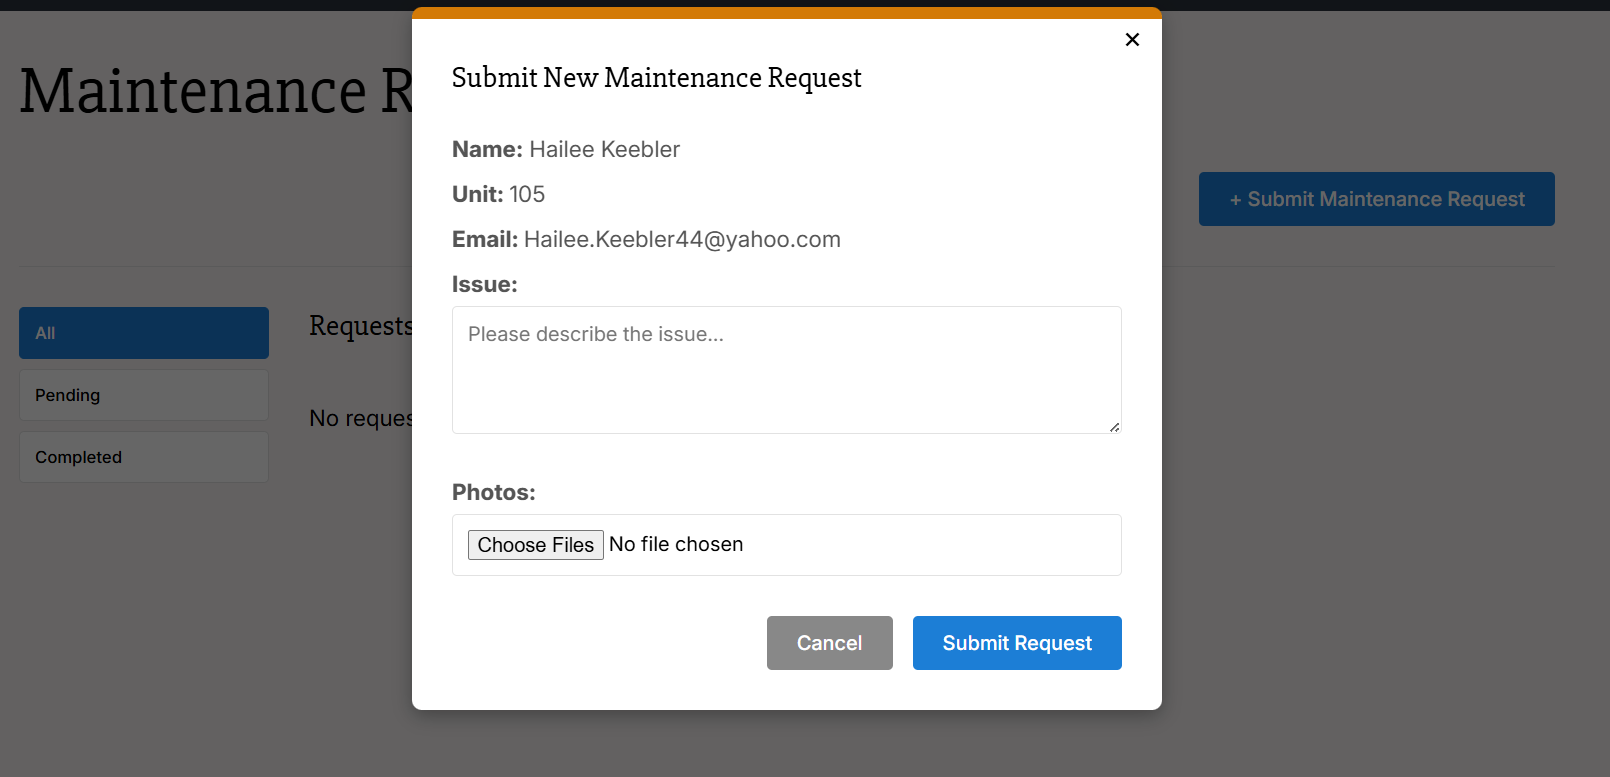 Maintenance R
+ Submit Maintenance Request
All
Pending
Completed
Requests
No reques
Submit New Maintenance Request
Name: Hailee Keebler
Unit: 105
Email: Hailee.Keebler44@yahoo.com
Issue:
Please describe the issue...
Photos:
Choose Files No file chosen
Cancel
Submit Request